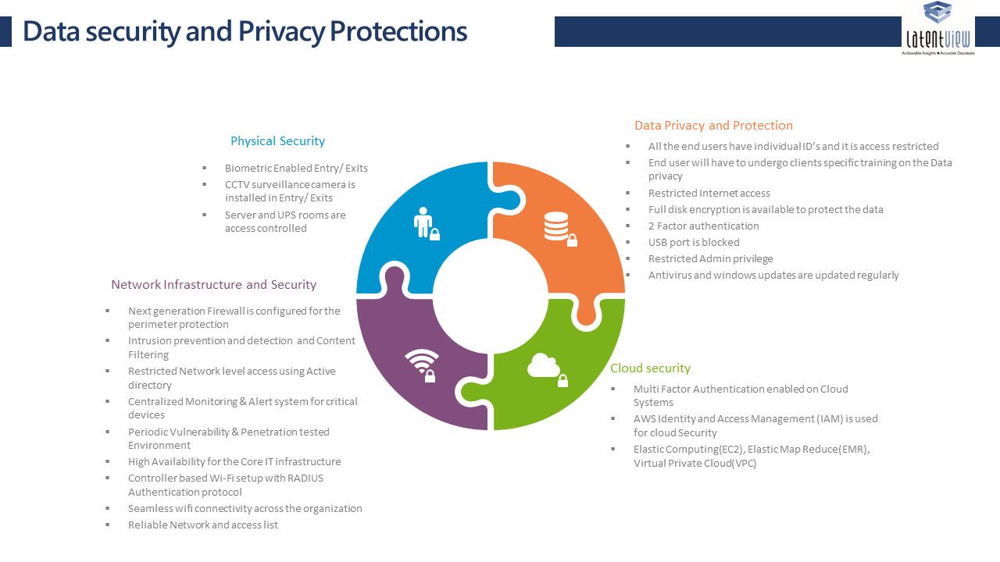 Data security and Privacy Protections
LatentView
Actionable Insights • Accurate Decisions
Physical Security
▪ Biometric Enabled Entry/ Exits
▪ CCTV surveillance camera is
installed in Entry/ Exits
▪ Server and UPS rooms are
access controlled
Data Privacy and Protection
▪ All the end users have individual ID’s and it is access restricted
▪ End user will have to undergo clients specific training on the Data
privacy
▪ Restricted Internet access
▪ Full disk encryption is available to protect the data
▪ 2 Factor authentication
▪ USB port is blocked
▪ Restricted Admin privilege
▪ Antivirus and windows updates are updated regularly
Network Infrastructure and Security
▪ Next generation Firewall is configured for the
perimeter protection
▪ Intrusion prevention and detection and Content
Filtering
▪ Restricted Network level access using Active
directory
▪ Centralized Monitoring & Alert system for critical
devices
▪ Periodic Vulnerability & Penetration tested
Environment
▪ High Availability for the Core IT infrastructure
▪ Controller based Wi-Fi setup with RADIUS
Authentication protocol
▪ Seamless wifi connectivity across the organization
▪ Reliable Network and access list
Cloud security
▪ Multi Factor Authentication enabled on Cloud
Systems
▪ AWS Identity and Access Management (IAM) is used
for cloud Security
▪ Elastic Computing(EC2), Elastic Map Reduce(EMR),
Virtual Private Cloud(VPC)